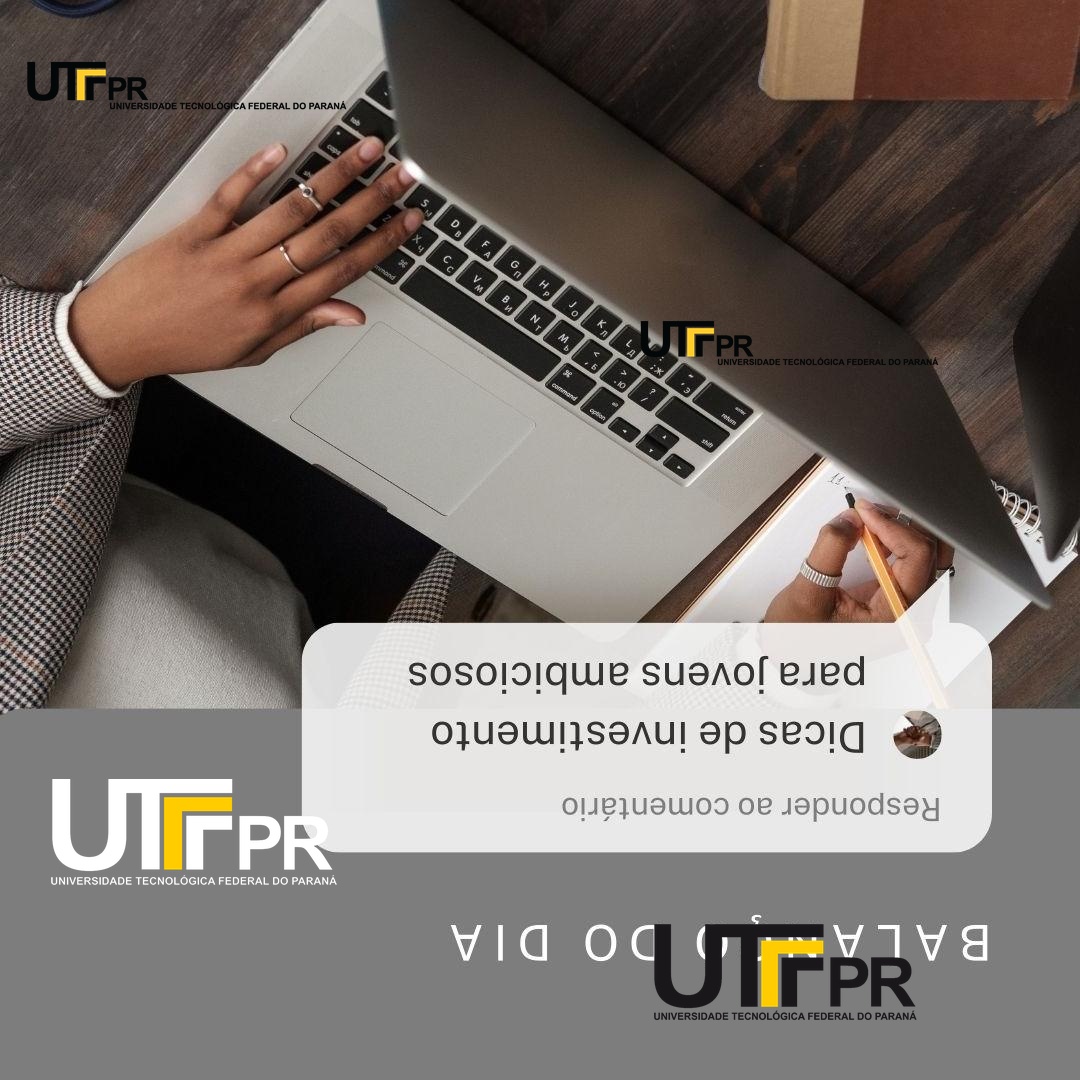 UTFPR
UNIVERSIDADE TECNOLÓGICA FEDERAL DO PARANÁ
UTFPR
UNIVERSIDADE TECNOLÓGICA FEDERAL DO PARANÁ
Responder ao comentário
Dicas de investimento
para jovens ambiciosos
UTFPR
UNIVERSIDADE TECNOLÓGICA FEDERAL DO PARANÁ
BALANÇO DO DIA
UTFPR
UNIVERSIDADE TECNOLÓGICA FEDERAL DO PARANÁ